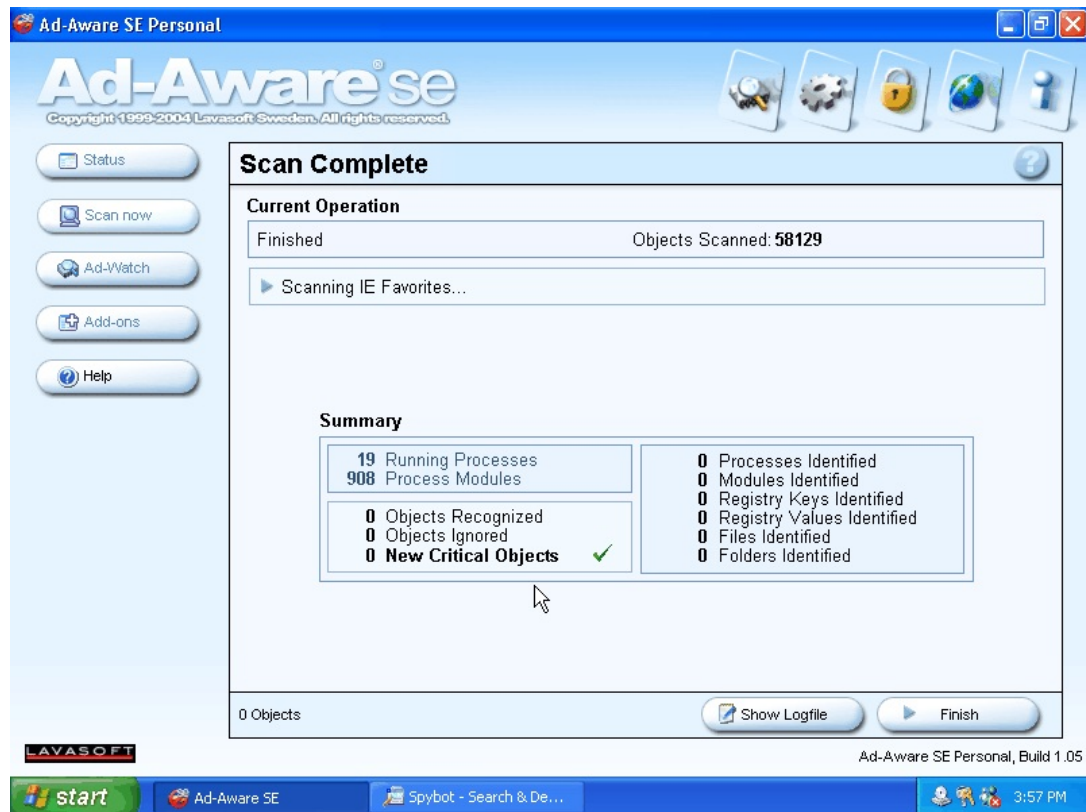 Ad-Aware SE Personal
Ad-Aware® se
Copyright 1999-2004 Lavasoft Sweden. All rights reserved.
Status
Scan now
Ad-Watch
Add-ons
Help
Scan Complete
?
Current Operation
Finished Objects Scanned: 58129
Scanning IE Favorites...
Summary
19 Running Processes
908 Process Modules
0 Objects Recognized
0 Objects Ignored
0 New Critical Objects
0 Processes Identified
0 Modules Identified
0 Registry Keys Identified
0 Registry Values Identified
0 Files Identified
0 Folders Identified
0 Objects
Show Logfile
Finish
LAVASOFT
Ad-Aware SE Personal, Build 1.05
start
Ad-Aware SE
Spybot - Search & De...
3:57 PM